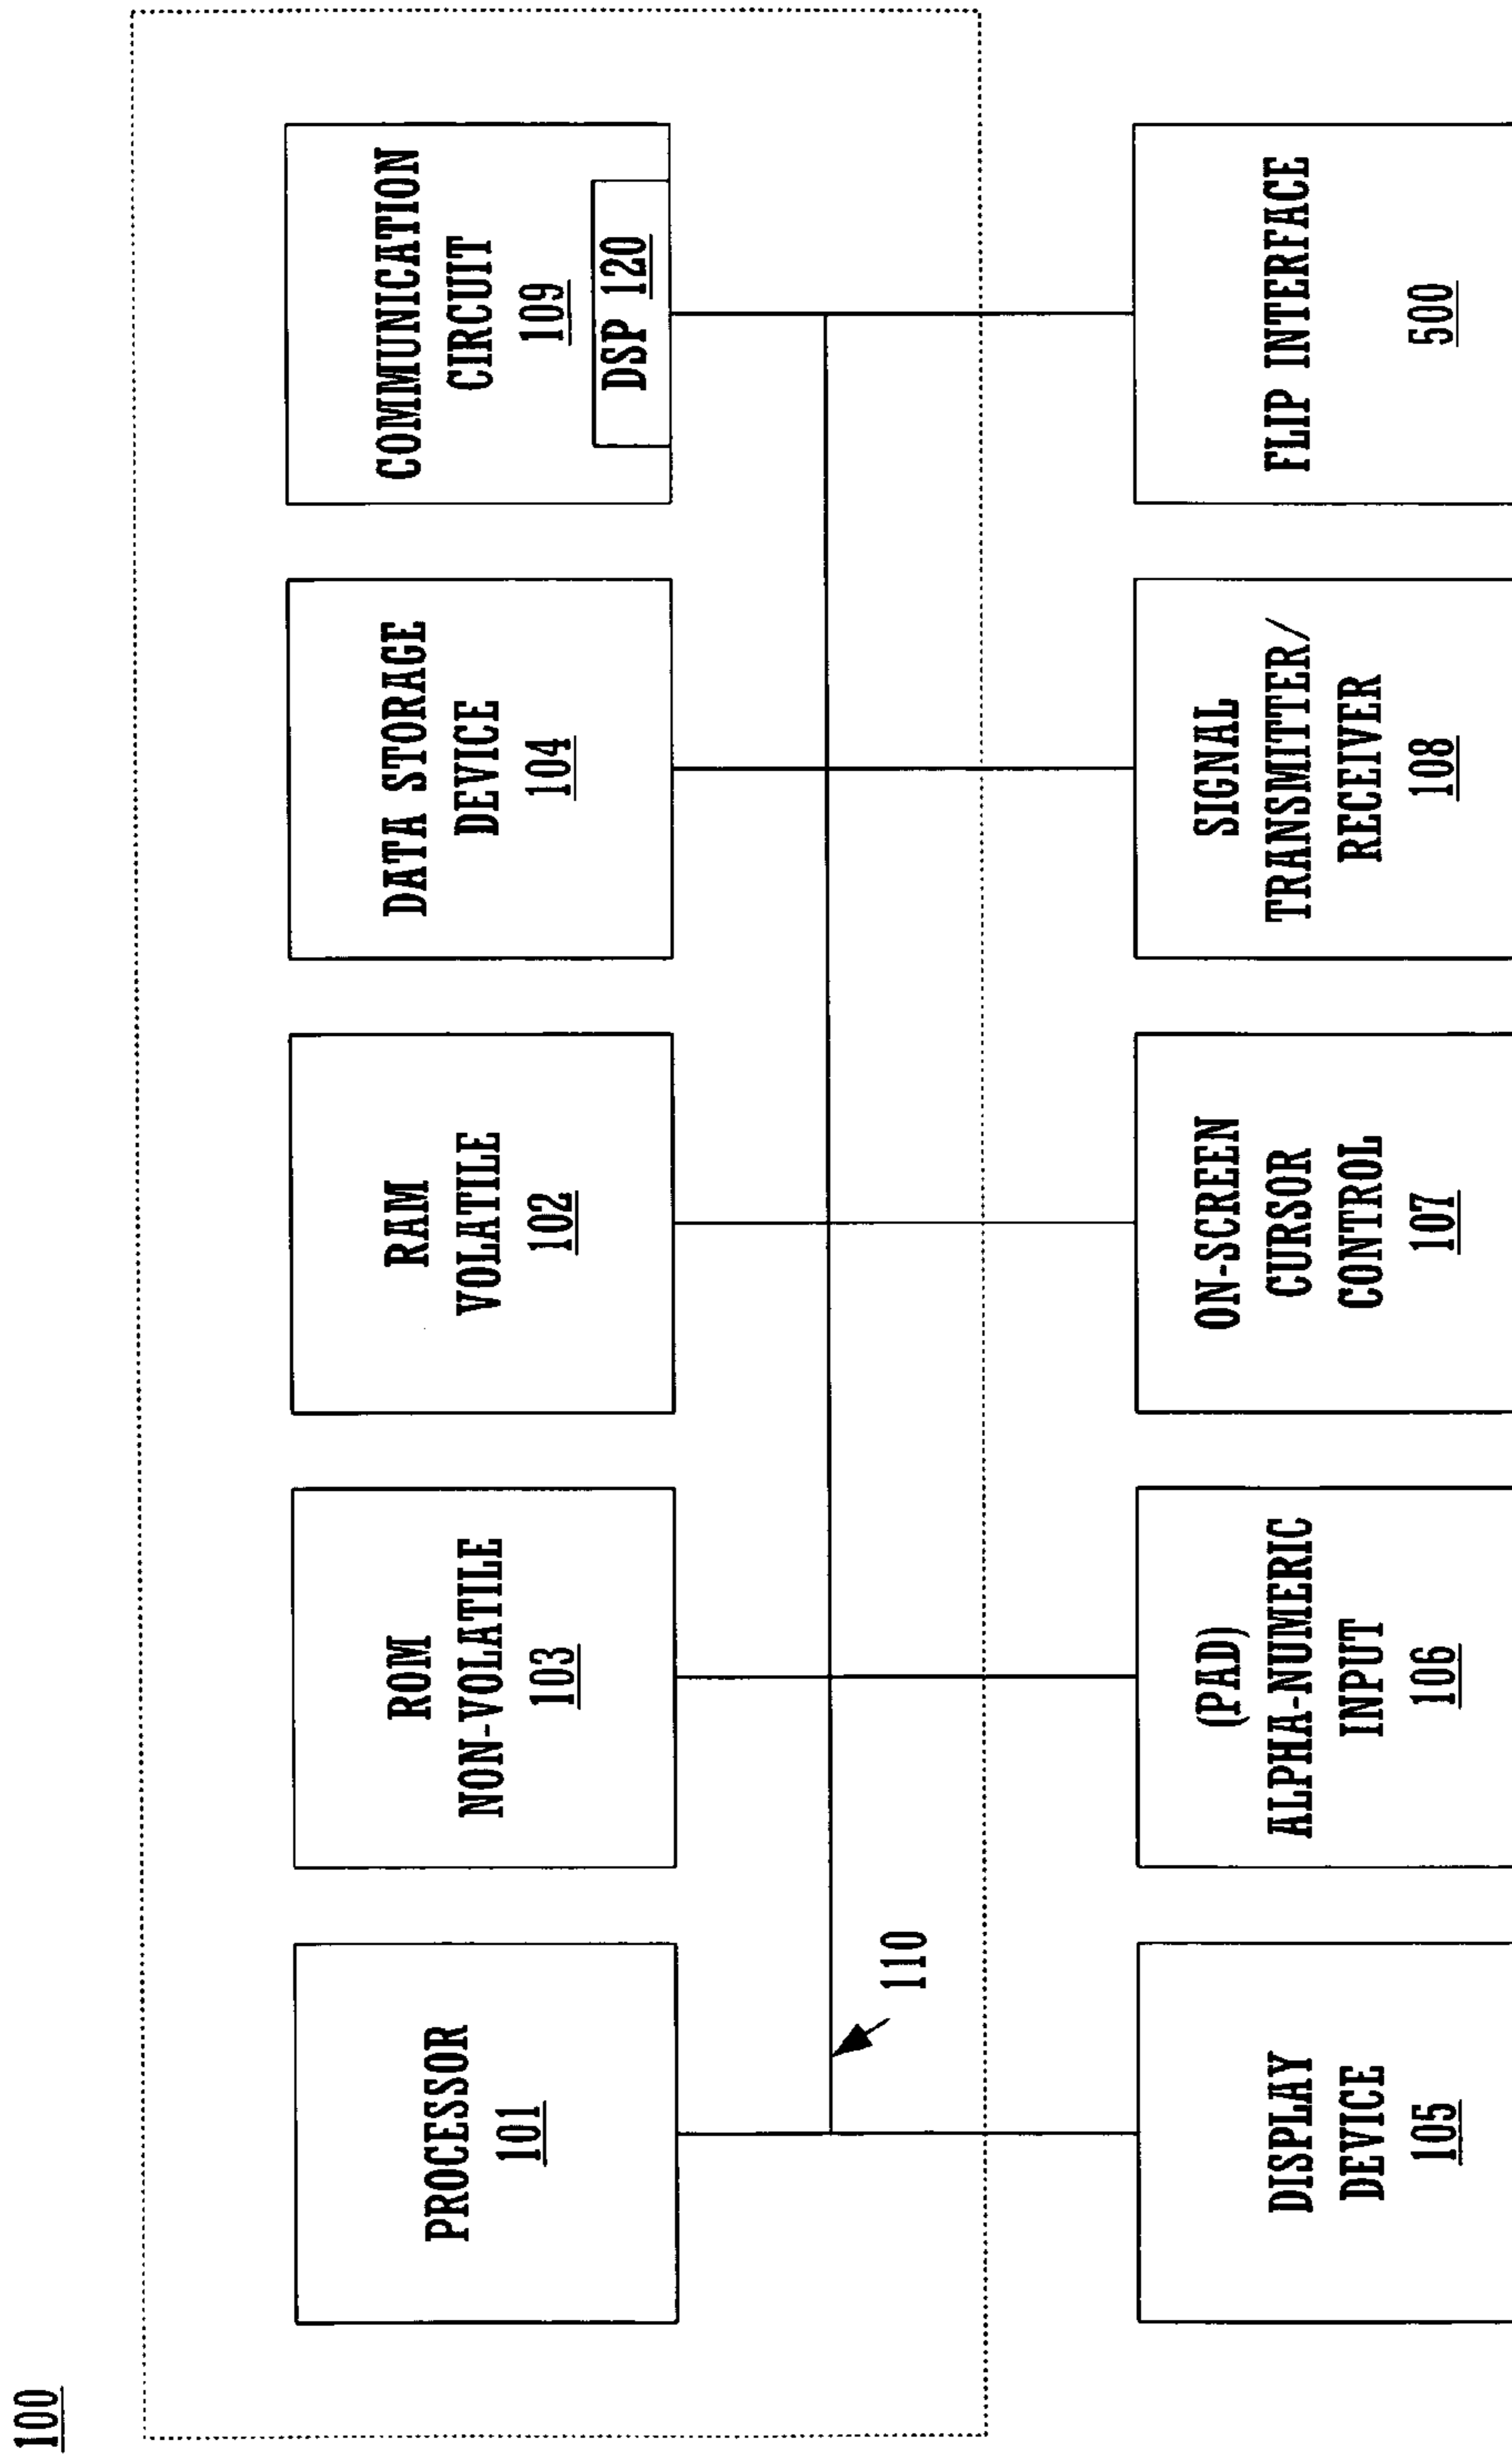 100
PROCESSOR
101
ROM
NON-VOLATILE
103
RAM
VOLATILE
102
DATA STORAGE
DEVICE
104
COMMUNICATION
CIRCUIT
109
DSP 120
110
DISPLAY
DEVICE
105
(PAD)
ALPHA-NUMERIC
INPUT
106
ON-SCREEN
CURSOR
CONTROL
107
SIGNAL
TRANSMITTER/
RECEIVER
108
FLIP INTERFACE
500